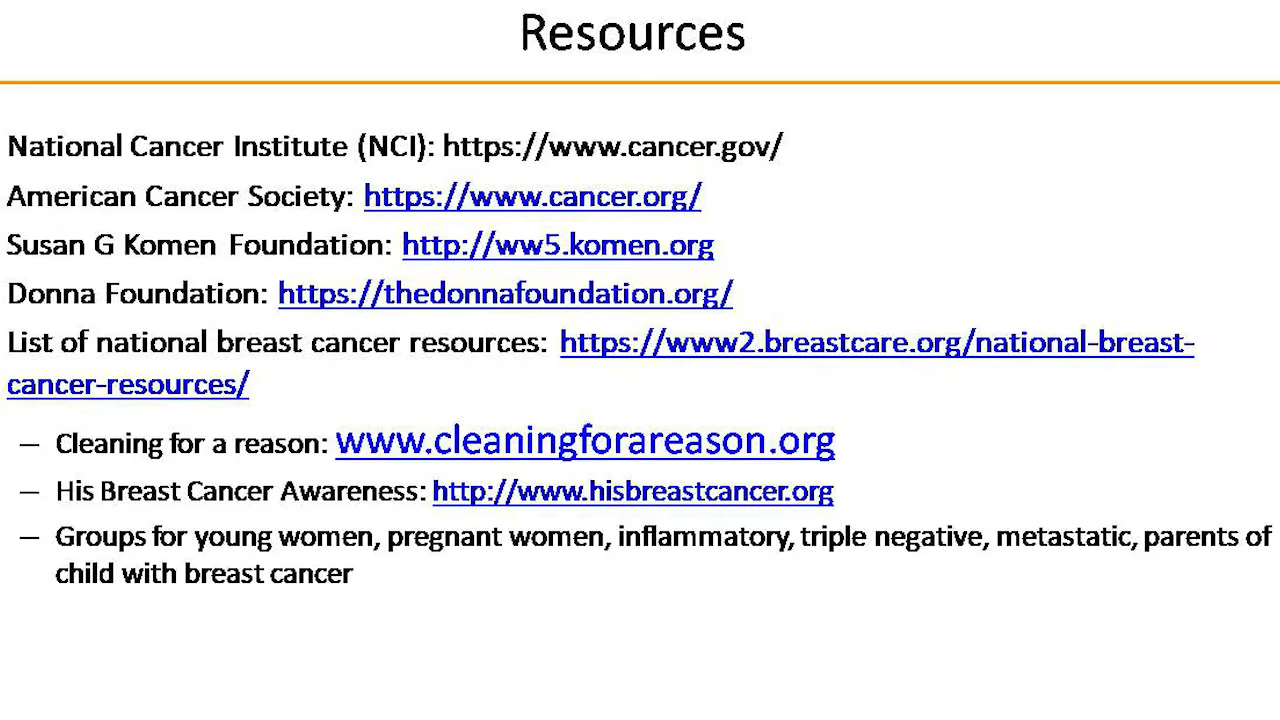 Resources
National Cancer Institute (NCI): https://www.cancer.gov/
American Cancer Society: https://www.cancer.org/
Susan G Komen Foundation: http://ww5.komen.org
Donna Foundation: https://thedonnafoundation.org/
List of national breast cancer resources: https://www2.breastcare.org/national-breast-
cancer-resources/
– Cleaning for a reason: www.cleaningforareason.org
– His Breast Cancer Awareness: http://www.hisbreastcancer.org
– Groups for young women, pregnant women, inflammatory, triple negative, metastatic, parents of
child with breast cancer